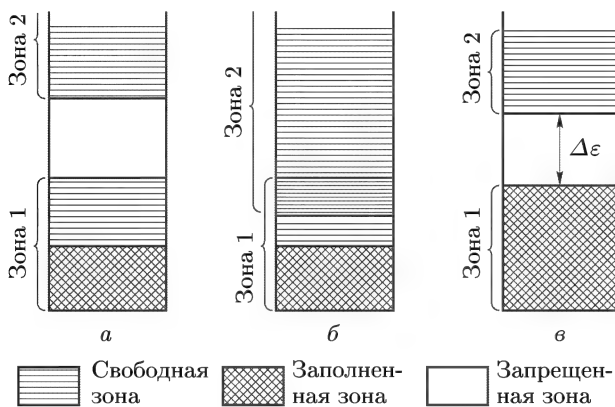 Зона 2
Зона 1
а
Зона 2
Зона 1
б
Зона 2
Δε
Зона 1
в
Свободная
зона
Заполнен-
ная зона
Запрещен-
ная зона